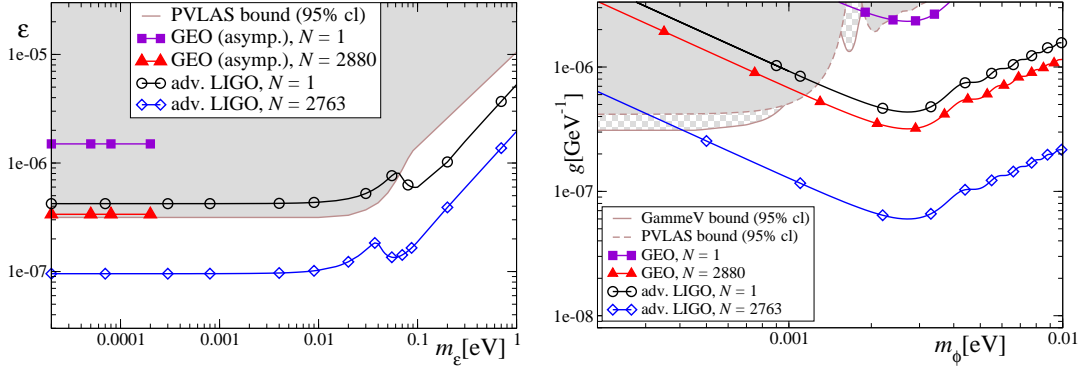 ε
PVLAS bound (95% cl)
GEO (asymp.), N = 1
GEO (asymp.), N = 2880
adv. LIGO, N = 1
adv. LIGO, N = 2763
1e-05
1e-06
1e-07
0.0001
0.001
0.01
0.1
1
m_ε[eV]
g[GeV⁻¹]
1e-06
1e-07
1e-08
GammeV bound (95% cl)
PVLAS bound (95% cl)
GEO, N = 1
GEO, N = 2880
adv. LIGO, N = 1
adv. LIGO, N = 2763
0.001
0.01
m_ϕ[eV]